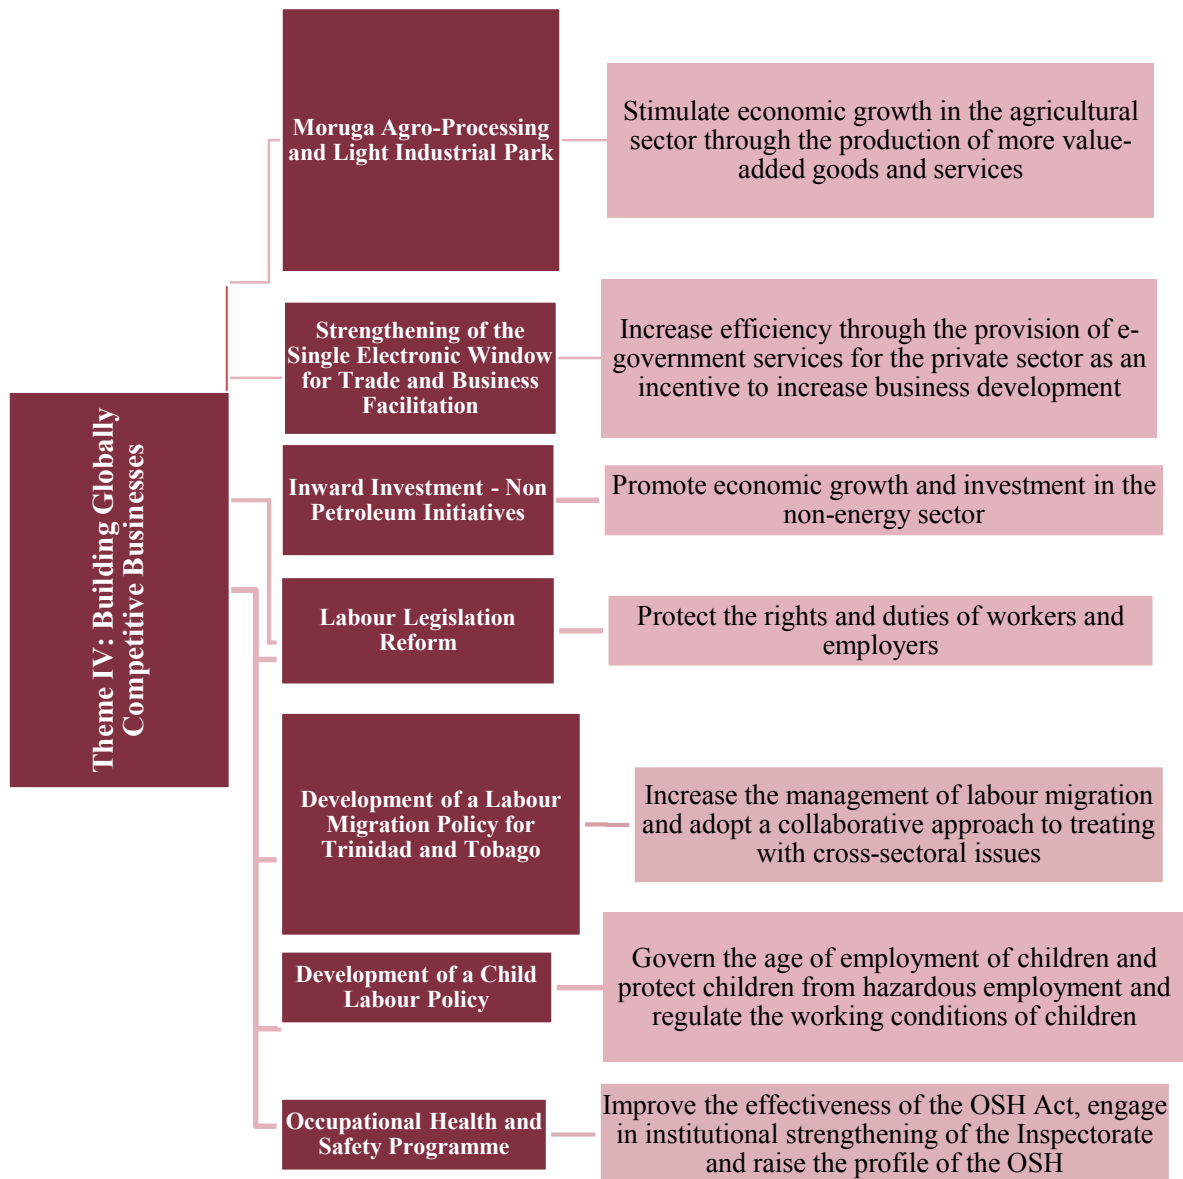 Theme IV: Building Globally
Competitive Businesses
Moruga Agro-Processing
and Light Industrial Park
Stimulate economic growth in the agricultural
sector through the production of more value-
added goods and services
Strengthening of the
Single Electronic Window
for Trade and Business
Facilitation
Increase efficiency through the provision of e-
government services for the private sector as an
incentive to increase business development
Inward Investment - Non
Petroleum Initiatives
Promote economic growth and investment in the
non-energy sector
Labour Legislation
Reform
Protect the rights and duties of workers and
employers
Development of a Labour
Migration Policy for
Trinidad and Tobago
Increase the management of labour migration
and adopt a collaborative approach to treating
with cross-sectoral issues
Development of a Child
Labour Policy
Govern the age of employment of children and
protect children from hazardous employment and
regulate the working conditions of children
Occupational Health and
Safety Programme
Improve the effectiveness of the OSH Act, engage
in institutional strengthening of the Inspectorate
and raise the profile of the OSH